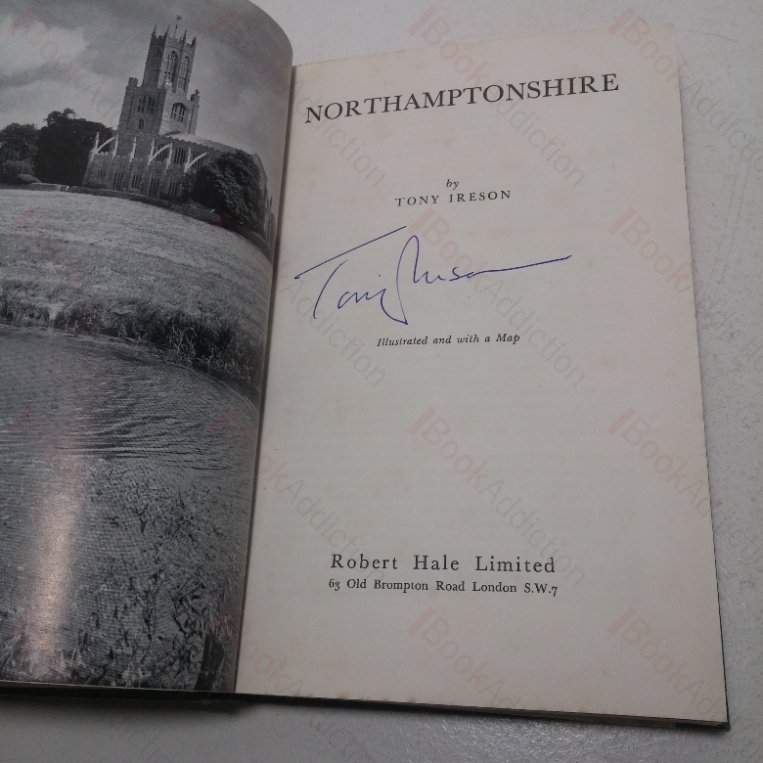 NORTHAMPTONSHIRE
by
TONY IRESON
Tony Ireson
Illustrated and with a Map
Robert Hale Limited
63 Old Brompton Road London S.W.7
BookAddiction